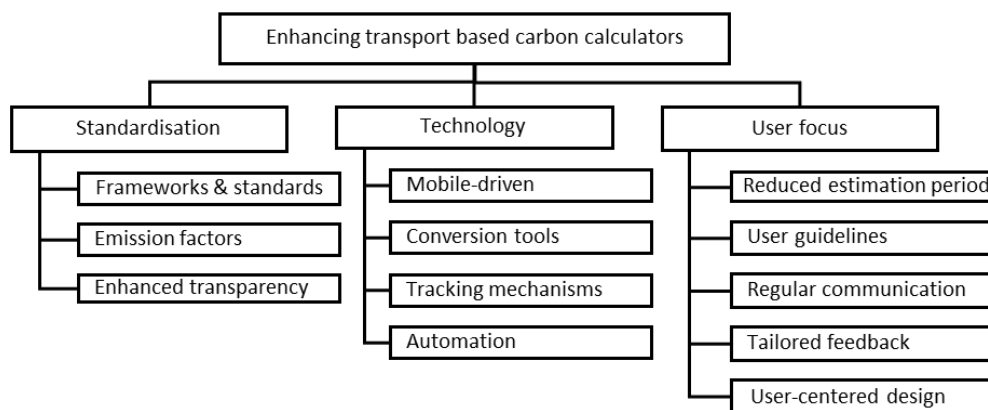 Enhancing transport based carbon calculators
Standardisation
Frameworks & standards
Emission factors
Enhanced transparency
Technology
Mobile-driven
Conversion tools
Tracking mechanisms
Automation
User focus
Reduced estimation period
User guidelines
Regular communication
Tailored feedback
User-centered design